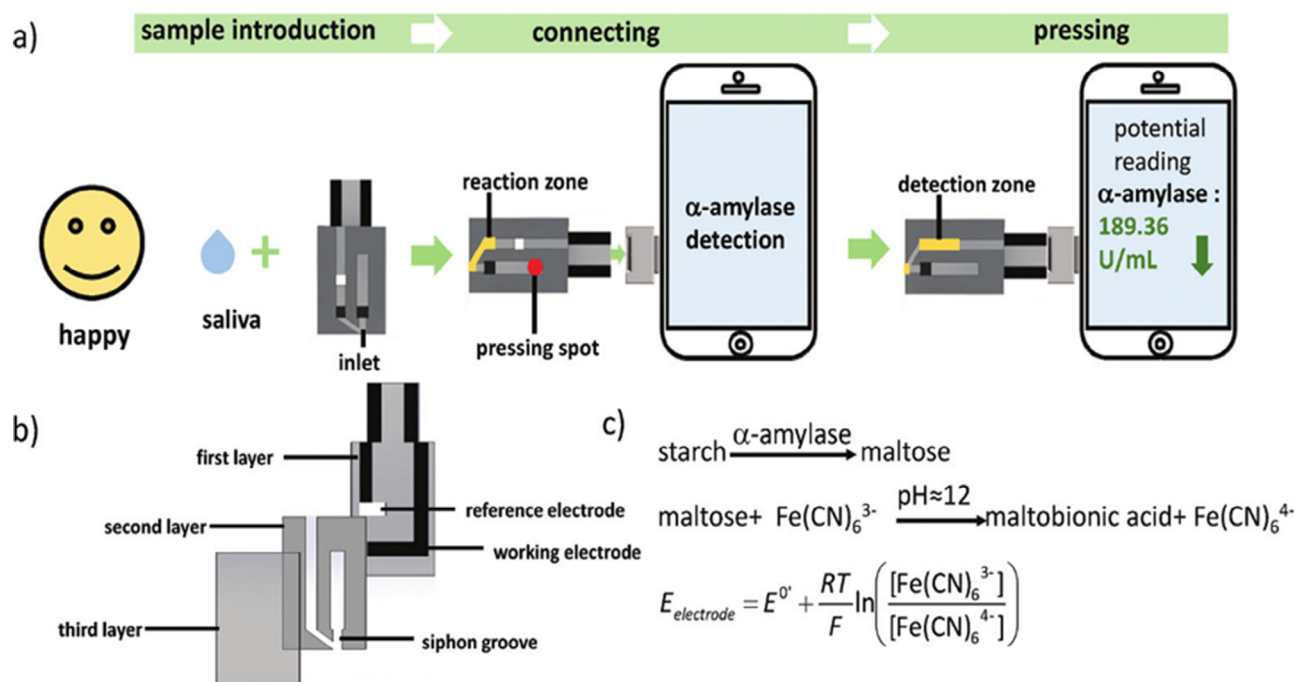 a)
sample introduction
connecting
pressing
happy
saliva
inlet
reaction zone
pressing spot
α-amylase
detection
detection zone
potential
reading
α-amylase :
189.36
U/mL
b)
first layer
second layer
third layer
reference electrode
working electrode
siphon groove
c)
starch α-amylase maltose
maltose+ Fe(CN)₆³⁻ pH≈12 maltobionic acid+ Fe(CN)₆⁴⁻
E_electrode = E^0' + RT/F ln([Fe(CN)₆³⁻]/[Fe(CN)₆⁴⁻])